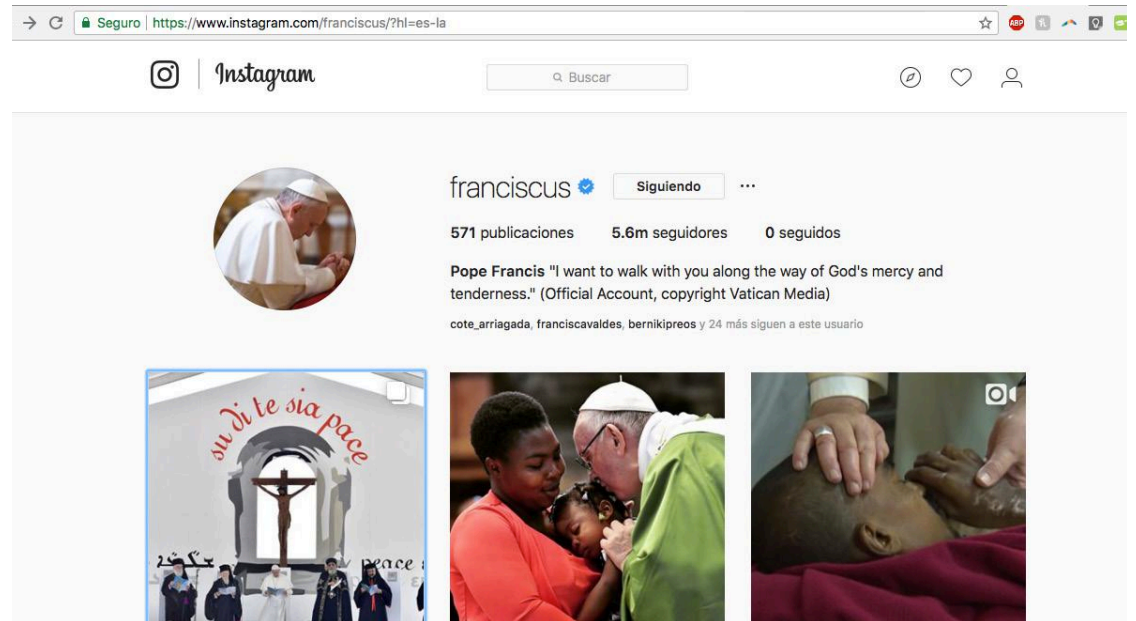 Seguro https://www.instagram.com/franciscus/?hl=es-la
ABP
Instagram
Buscar
franciscus Siguiendo ...
571 publicaciones 5.6m seguidores 0 seguidos
Pope Francis "I want to walk with you along the way of God's mercy and
tenderness." (Official Account, copyright Vatican Media)
cote_arriagada, franciscavaldes, bernikipreos y 24 más siguen a este usuario
su di te sia pace
peace